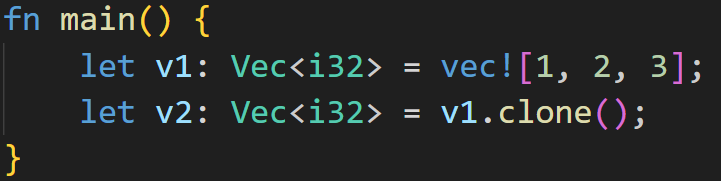 fn main() {
    let v1: Vec<i32> = vec![1, 2, 3];
    let v2: Vec<i32> = v1.clone();
}